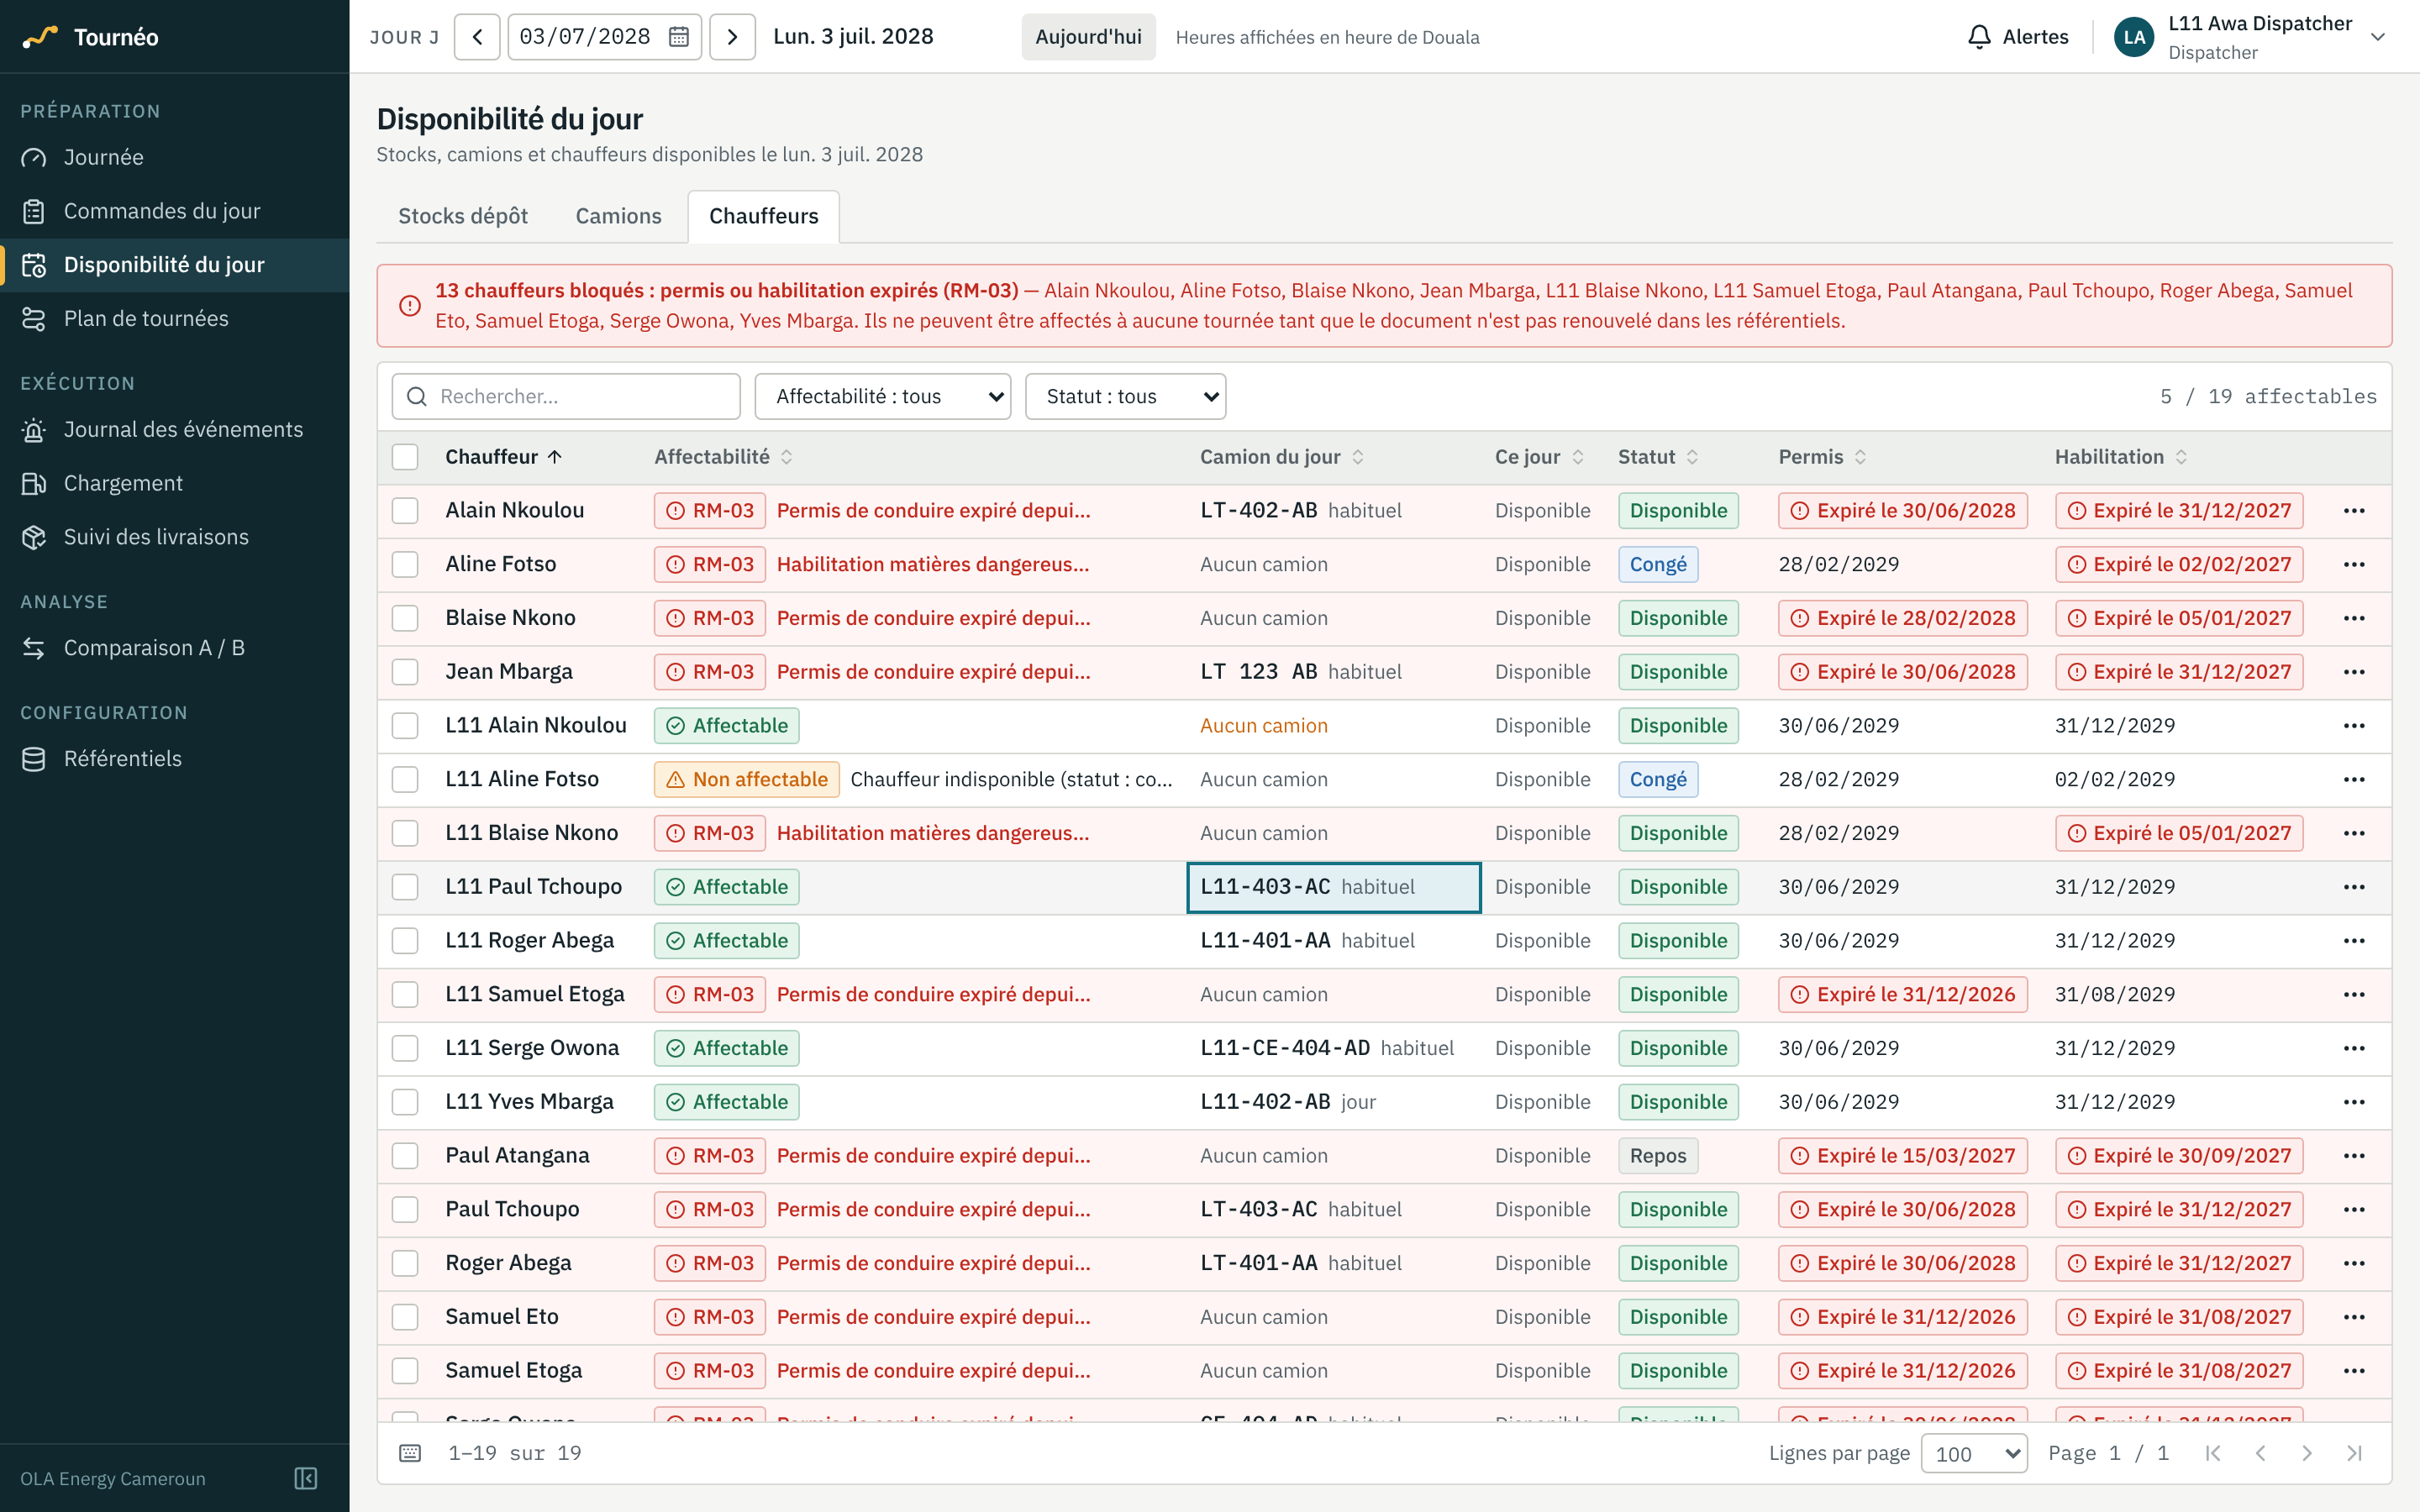 Tournéo
JOUR J
03/07/2028
Lun. 3 juil. 2028
Aujourd'hui
Heures affichées en heure de Douala
Alertes
LA
L11 Awa Dispatcher
Dispatcher
PRÉPARATION
Journée
Commandes du jour
Disponibilité du jour
Plan de tournées
EXÉCUTION
Journal des événements
Chargement
Suivi des livraisons
ANALYSE
Comparaison A / B
CONFIGURATION
Référentiels
OLA Energy Cameroun
Disponibilité du jour
Stocks, camions et chauffeurs disponibles le lun. 3 juil. 2028
Stocks dépôt Camions Chauffeurs
13 chauffeurs bloqués : permis ou habilitation expirés (RM-03) — Alain Nkoulou, Aline Fotso, Blaise Nkono, Jean Mbarga, L11 Blaise Nkono, L11 Samuel Etoga, Paul Atangana, Paul Tchoupo, Roger Abega, Samuel
Eto, Samuel Etoga, Serge Owona, Yves Mbarga. Ils ne peuvent être affectés à aucune tournée tant que le document n'est pas renouvelé dans les référentiels.
Rechercher... Affectabilité : tous Statut : tous 5 / 19 affectables
Chauffeur Affectabilité Camion du jour Ce jour Statut Permis Habilitation
Alain Nkoulou RM-03 Permis de conduire expiré depui... LT-402-AB habituel Disponible Disponible Expiré le 30/06/2028 Expiré le 31/12/2027
Aline Fotso RM-03 Habilitation matières dangereus... Aucun camion Disponible Congé 28/02/2029 Expiré le 02/02/2027
Blaise Nkono RM-03 Permis de conduire expiré depui... Aucun camion Disponible Disponible Expiré le 28/02/2028 Expiré le 05/01/2027
Jean Mbarga RM-03 Permis de conduire expiré depui... LT 123 AB habituel Disponible Disponible Expiré le 30/06/2028 Expiré le 31/12/2027
L11 Alain Nkoulou Affectable Aucun camion Disponible Disponible 30/06/2029 31/12/2029
L11 Aline Fotso Non affectable Chauffeur indisponible (statut : co... Aucun camion Disponible Congé 28/02/2029 02/02/2029
L11 Blaise Nkono RM-03 Habilitation matières dangereus... Aucun camion Disponible Disponible 28/02/2029 Expiré le 05/01/2027
L11 Paul Tchoupo Affectable L11-403-AC habituel Disponible Disponible 30/06/2029 31/12/2029
L11 Roger Abega Affectable L11-401-AA habituel Disponible Disponible 30/06/2029 31/12/2029
L11 Samuel Etoga RM-03 Permis de conduire expiré depui... Aucun camion Disponible Disponible Expiré le 31/12/2026 31/08/2029
L11 Serge Owona Affectable L11-CE-404-AD habituel Disponible Disponible 30/06/2029 31/12/2029
L11 Yves Mbarga Affectable L11-402-AB jour Disponible Disponible 30/06/2029 31/12/2029
Paul Atangana RM-03 Permis de conduire expiré depui... Aucun camion Disponible Repos Expiré le 15/03/2027 Expiré le 30/09/2027
Paul Tchoupo RM-03 Permis de conduire expiré depui... LT-403-AC habituel Disponible Disponible Expiré le 30/06/2028 Expiré le 31/12/2027
Roger Abega RM-03 Permis de conduire expiré depui... LT-401-AA habituel Disponible Disponible Expiré le 30/06/2028 Expiré le 31/12/2027
Samuel Eto RM-03 Permis de conduire expiré depui... Aucun camion Disponible Disponible Expiré le 31/12/2026 Expiré le 31/08/2027
Samuel Etoga RM-03 Permis de conduire expiré depui... Aucun camion Disponible Disponible Expiré le 31/12/2026 Expiré le 31/08/2027
1–19 sur 19 Lignes par page 100 Page 1 / 1